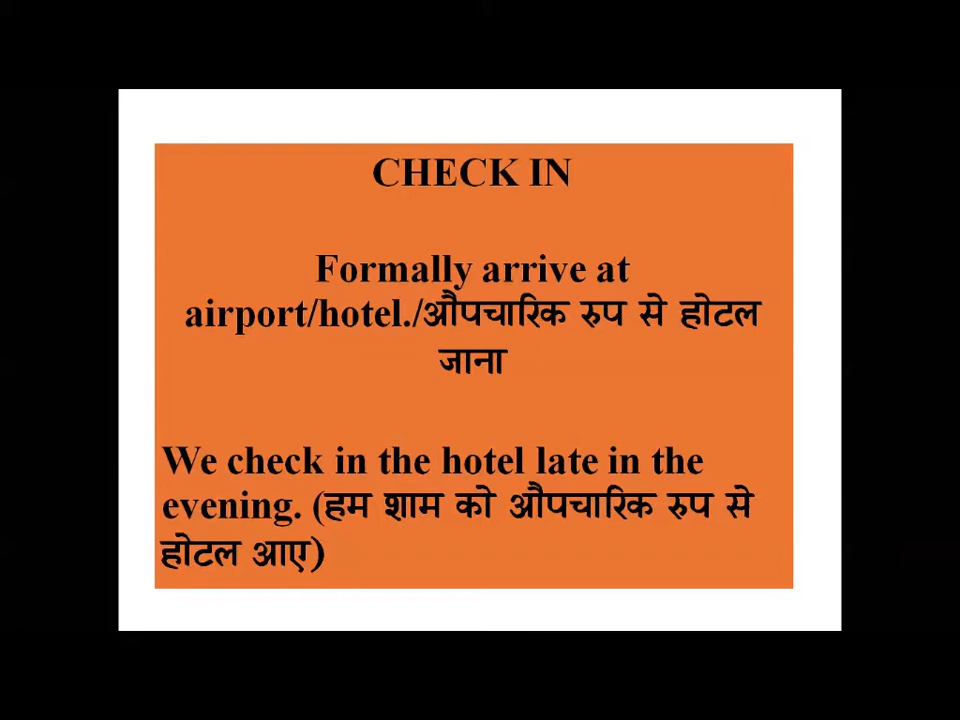 CHECK IN
Formally arrive at
airport/hotel./औपचारिक रुप से होटल
जाना
We check in the hotel late in the
evening. (हम शाम को औपचारिक रुप से
होटल आए)